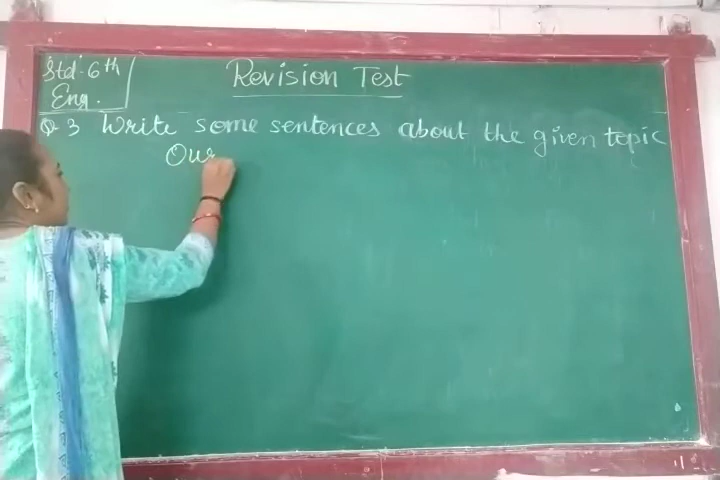 Std: 6th
Eng.
Revision Test
Q 3 Write some sentences about the given topic
Our